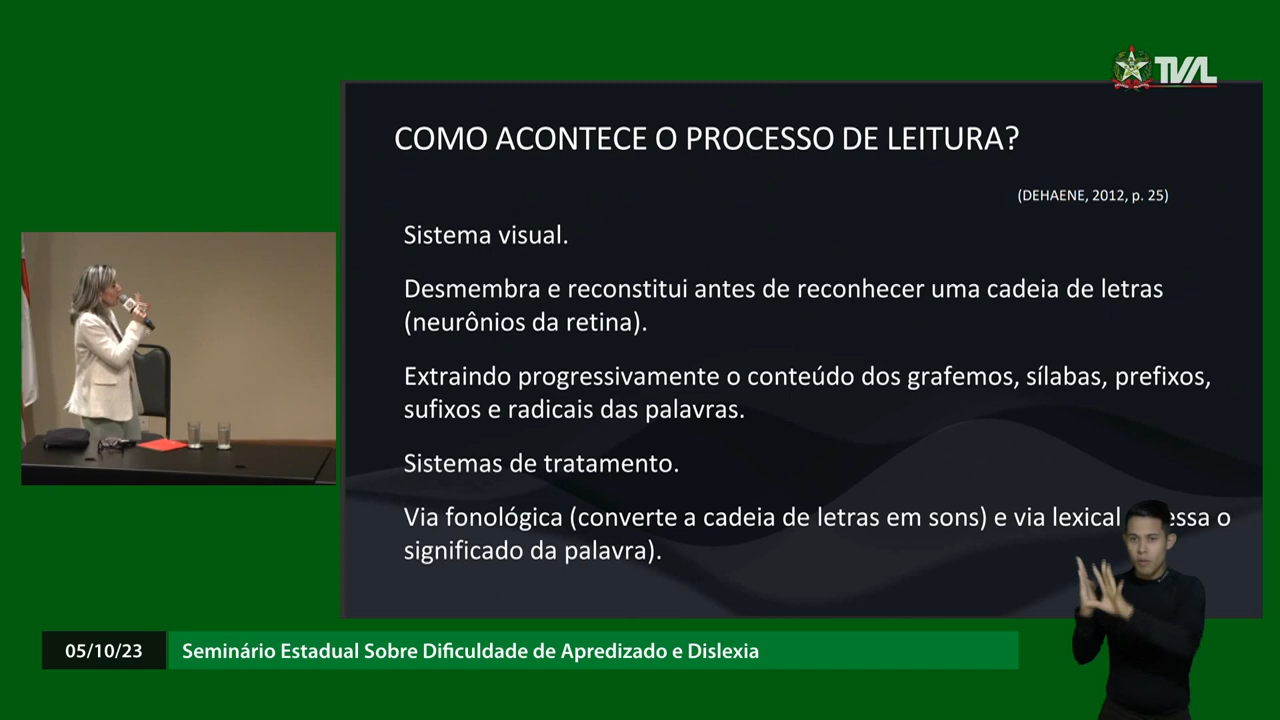 TVAL
COMO ACONTECE O PROCESSO DE LEITURA?
(DEHAENE, 2012, p. 25)
Sistema visual.
Desmembra e reconstitui antes de reconhecer uma cadeia de letras
(neurônios da retina).
Extraindo progressivamente o conteúdo dos grafemos, sílabas, prefixos,
sufixos e radicais das palavras.
Sistemas de tratamento.
Via fonológica (converte a cadeia de letras em sons) e via lexical o
significado da palavra).
05/10/23
Seminário Estadual Sobre Dificuldade de Apredizado e Dislexia